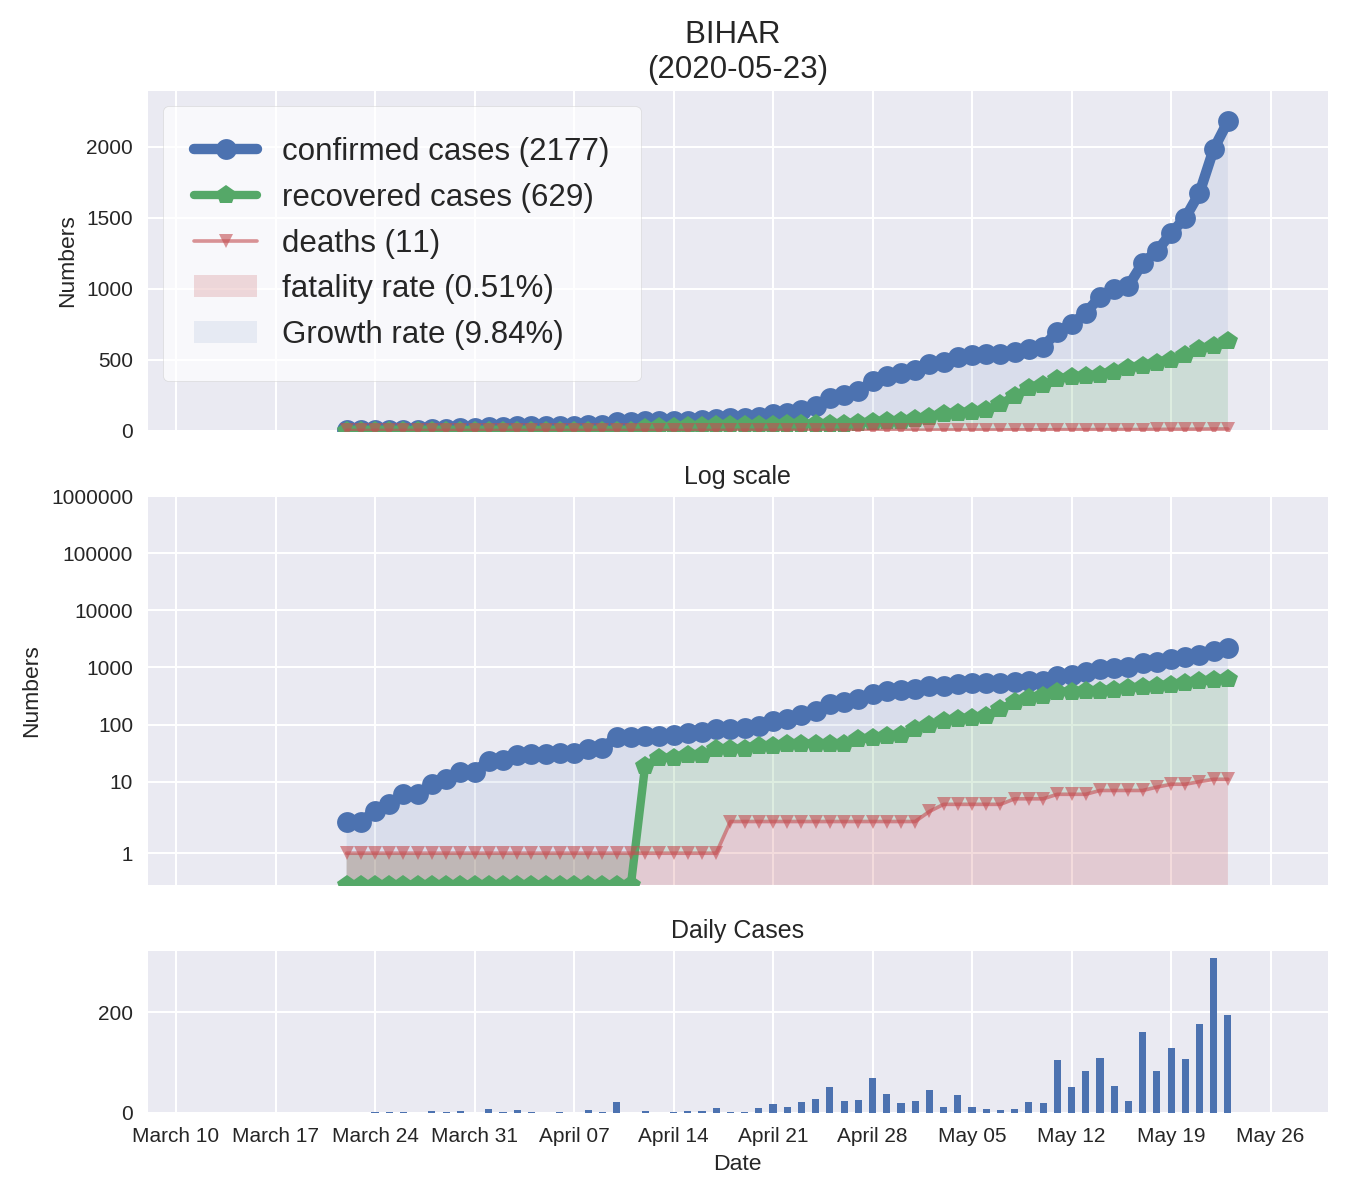 BIHAR
(2020-05-23)
confirmed cases (2177)
recovered cases (629)
deaths (11)
fatality rate (0.51%)
Growth rate (9.84%)
Numbers
2000
1500
1000
500
0
Log scale
Numbers
1000000
100000
10000
1000
100
10
1
Daily Cases
200
0
March 10 March 17 March 24 March 31 April 07 April 14 April 21 April 28 May 05 May 12 May 19 May 26
Date